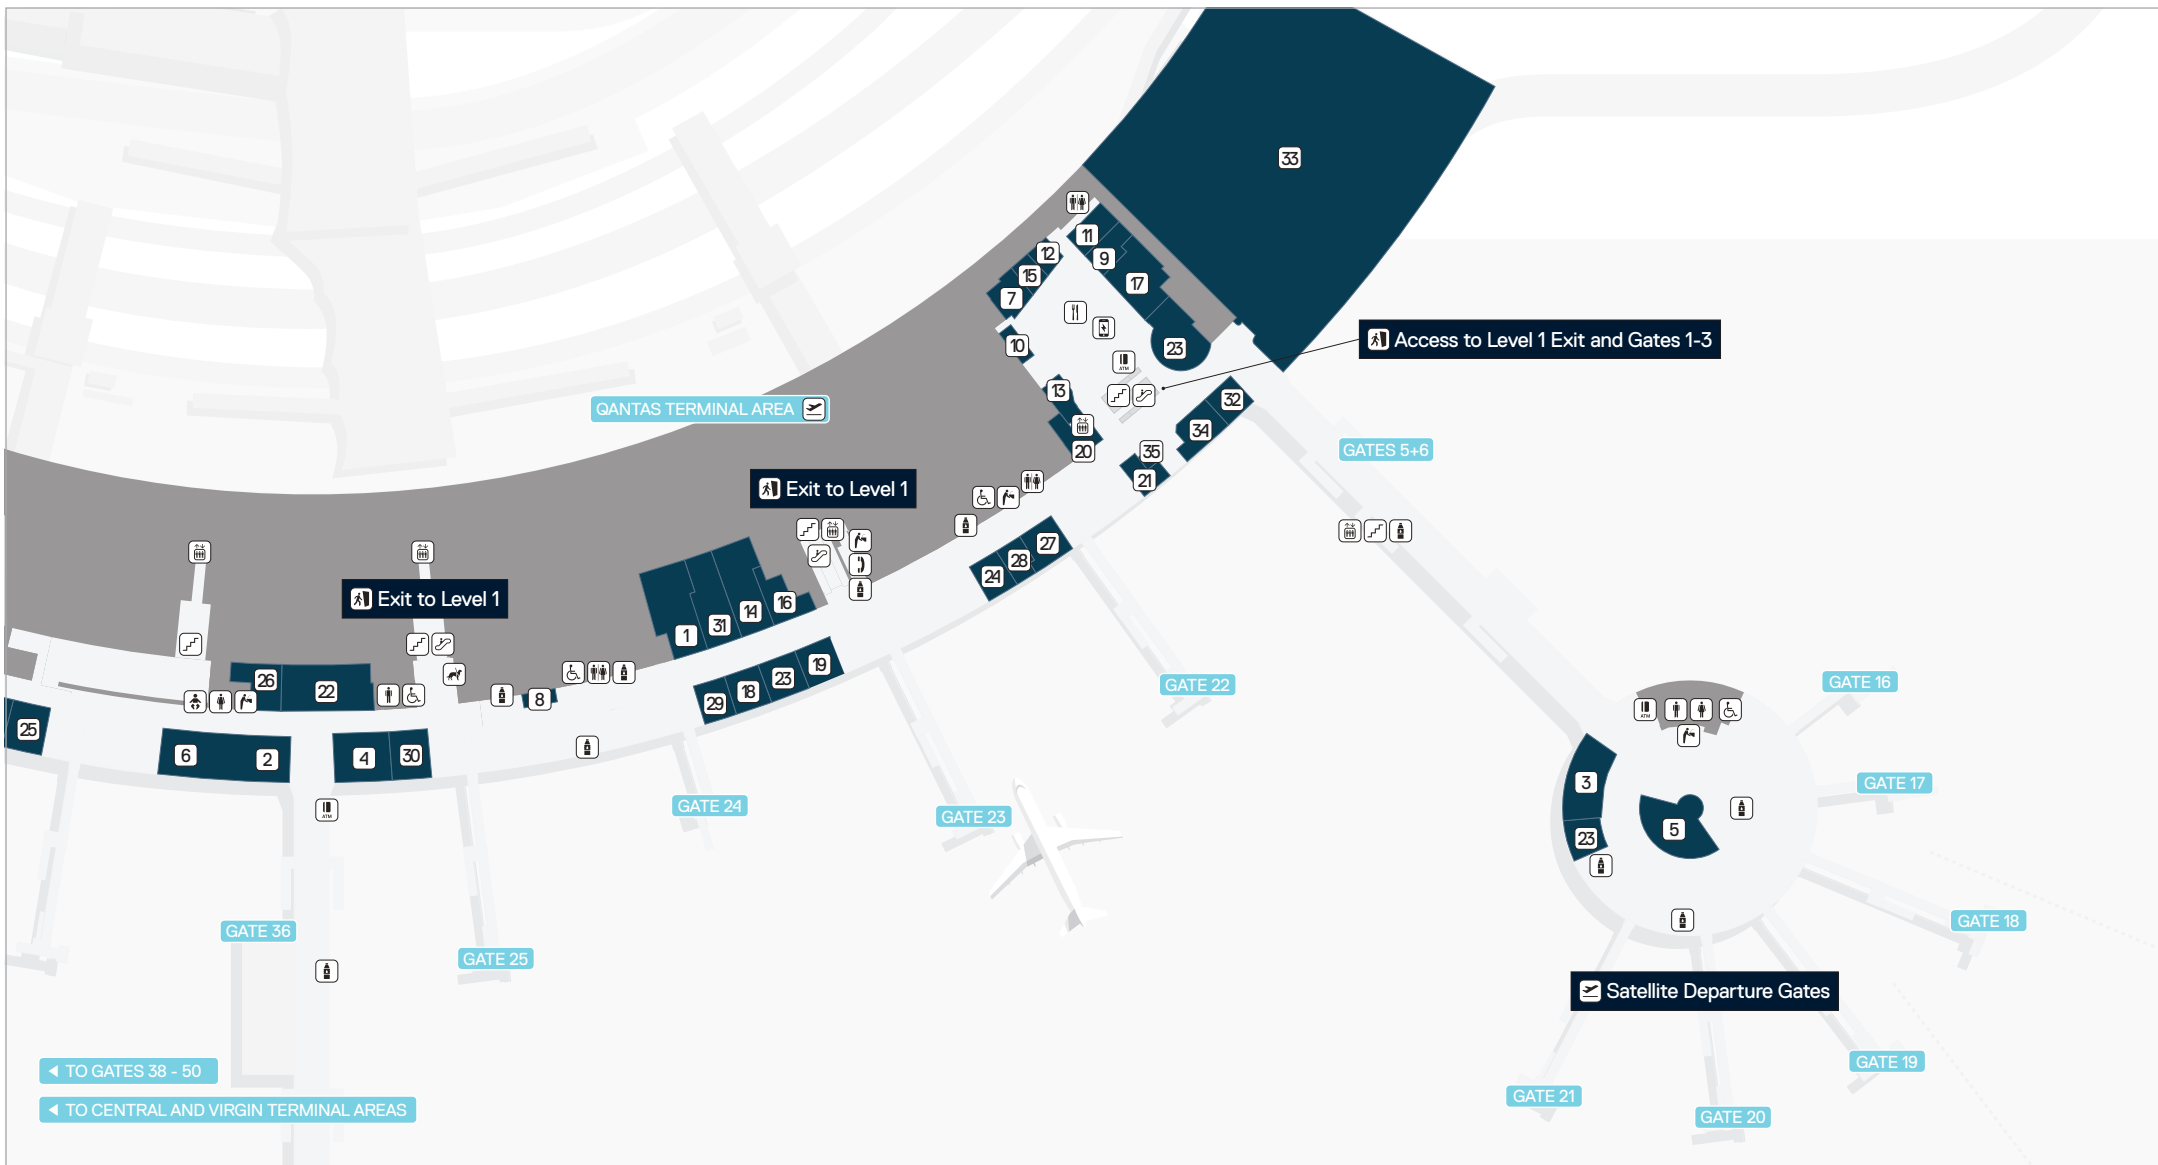 33
11
12
9
15
17
7
10
23
Access to Level 1 Exit and Gates 1-3
ATM
13
32
QANTAS TERMINAL AREA
34
20
35
GATES 5+6
21
Exit to Level 1
27
28
24
Exit to Level 1
16
14
31
1
19
23
18
29
26
22
8
25
6
2
4
30
GATE 22
GATE 16
ATM
GATE 24
GATE 23
ATM
3
GATE 17
5
23
GATE 36
GATE 25
GATE 18
Satellite Departure Gates
TO GATES 38 - 50
GATE 19
GATE 21
TO CENTRAL AND VIRGIN TERMINAL AREAS
GATE 20